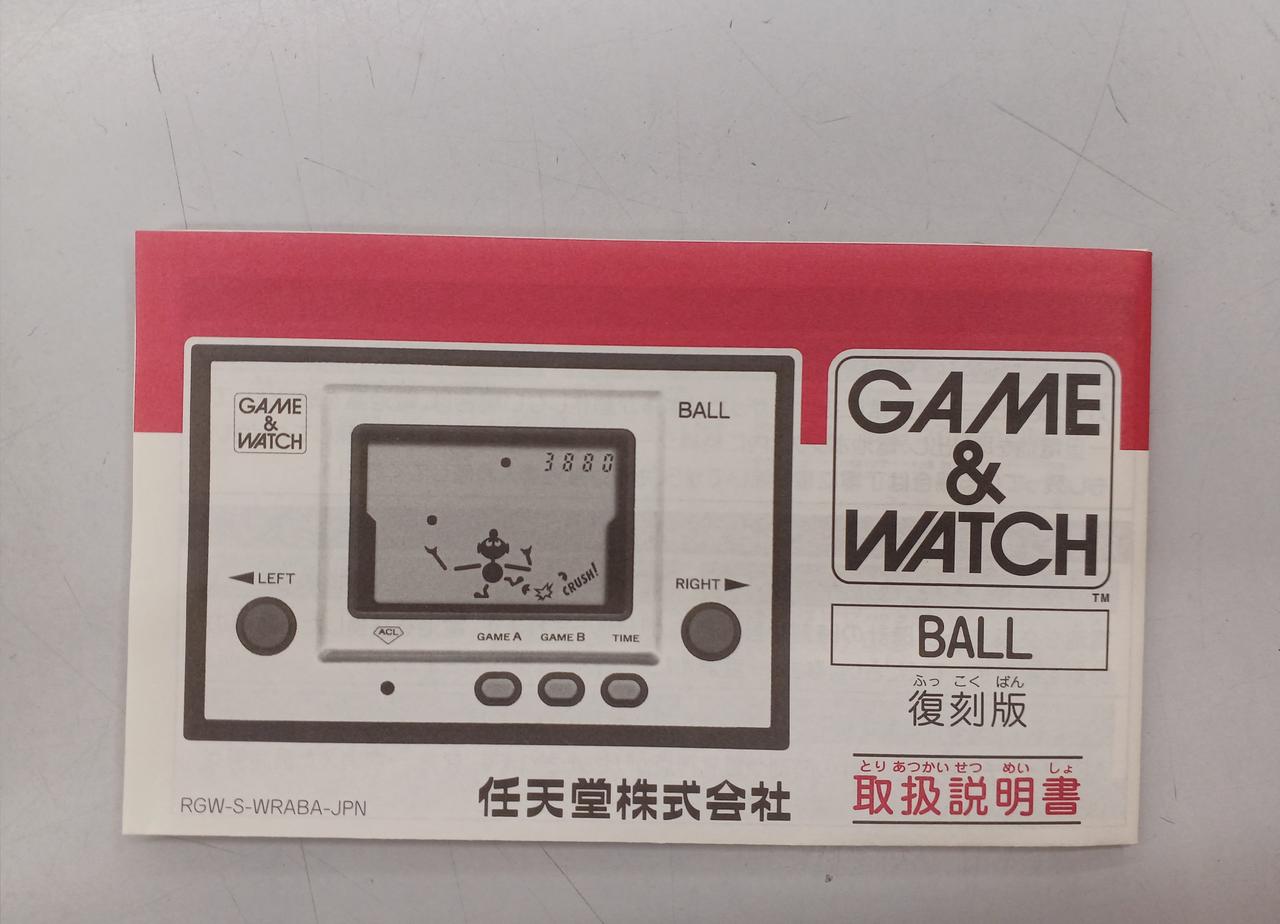 GAME
&
WATCH
BALL
3880
CRUSH!
◄LEFT
RIGHT►
ACL
GAME A GAME B TIME
GAME
&
WATCH
TM
BALL
ふっ こく ばん
復刻版
とり あつかい せつ めい しょ
取扱説明書
RGW-S-WRABA-JPN
任天堂株式会社